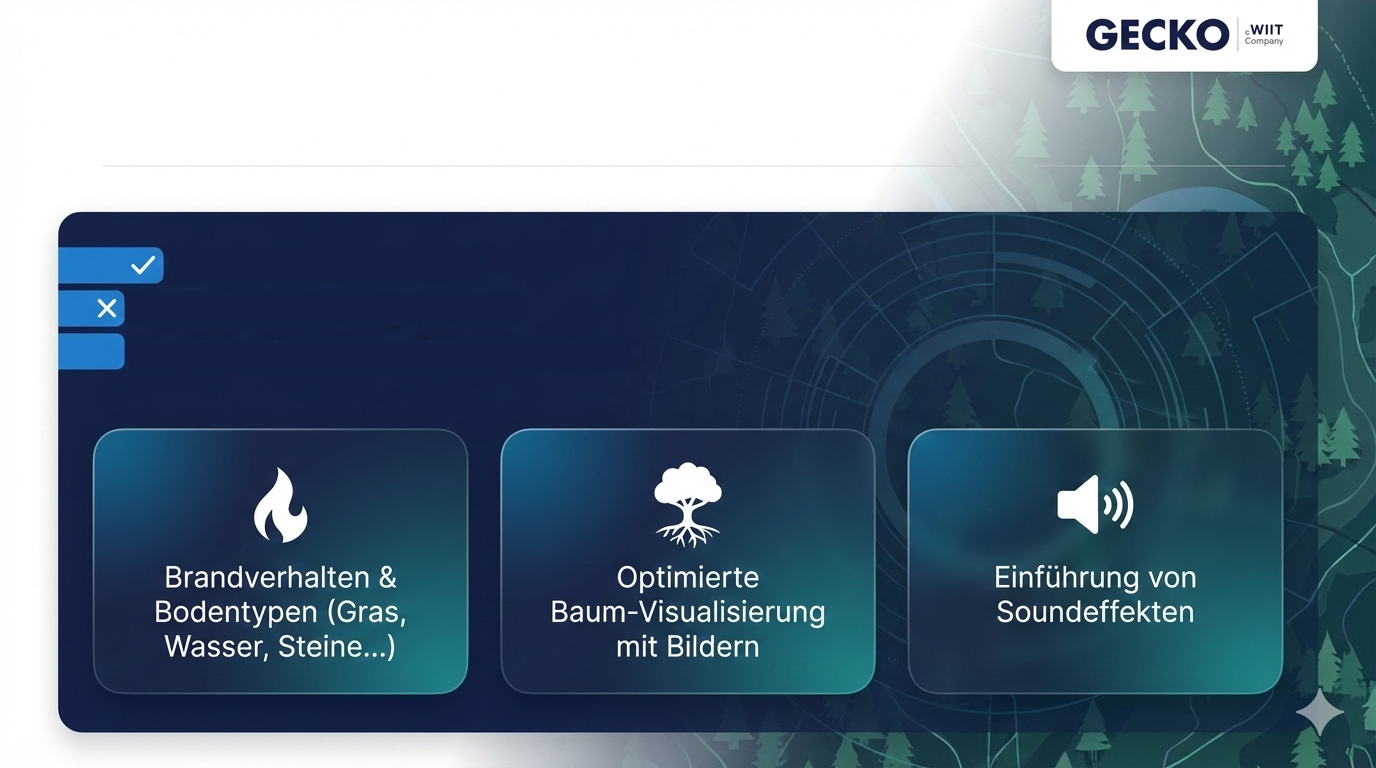 GECKO
a WIIT
Company
Brandverhalten &
Bodentypen (Gras,
Wasser, Steine...)
Optimierte
Baum-Visualisierung
mit Bildern
Einführung von
Soundeffekten